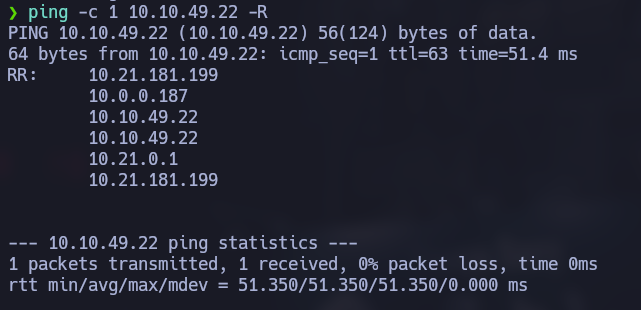 ❯ ping -c 1 10.10.49.22 -R
PING 10.10.49.22 (10.10.49.22) 56(124) bytes of data.
64 bytes from 10.10.49.22: icmp_seq=1 ttl=63 time=51.4 ms
RR:     10.21.181.199
        10.0.0.187
        10.10.49.22
        10.10.49.22
        10.21.0.1
        10.21.181.199
--- 10.10.49.22 ping statistics ---
1 packets transmitted, 1 received, 0% packet loss, time 0ms
rtt min/avg/max/mdev = 51.350/51.350/51.350/0.000 ms